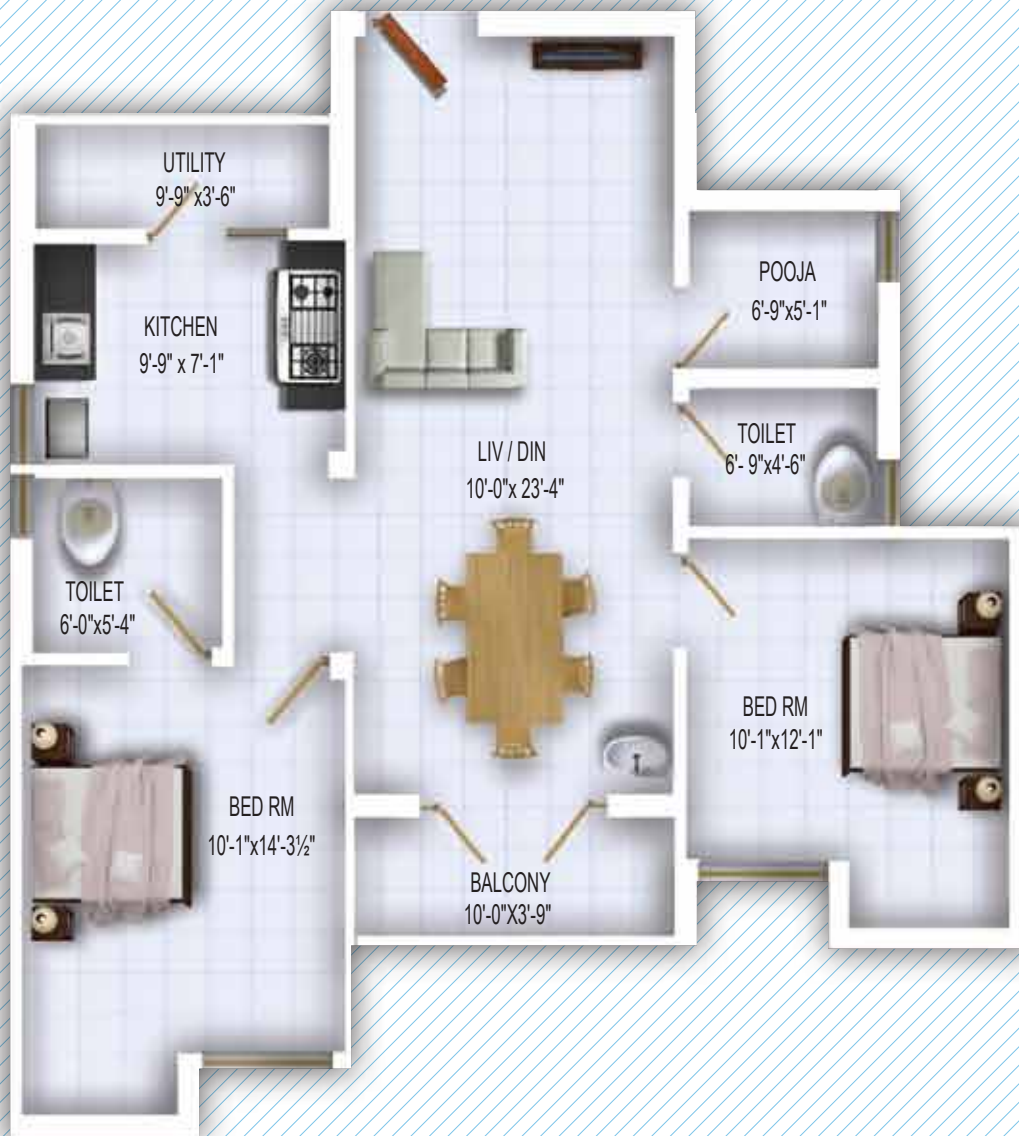 UTILITY
9'-9" x3'-6"
KITCHEN
9'-9" x 7'-1"
POOJA
6'-9"x5'-1"
TOILET
6'- 9"x4'-6"
LIV / DIN
10'-0"x 23'-4"
TOILET
6'-0"x5'-4"
BED RM
10'-1"x12'-1"
BED RM
10'-1"x14'-3½"
BALCONY
10'-0"X3'-9"